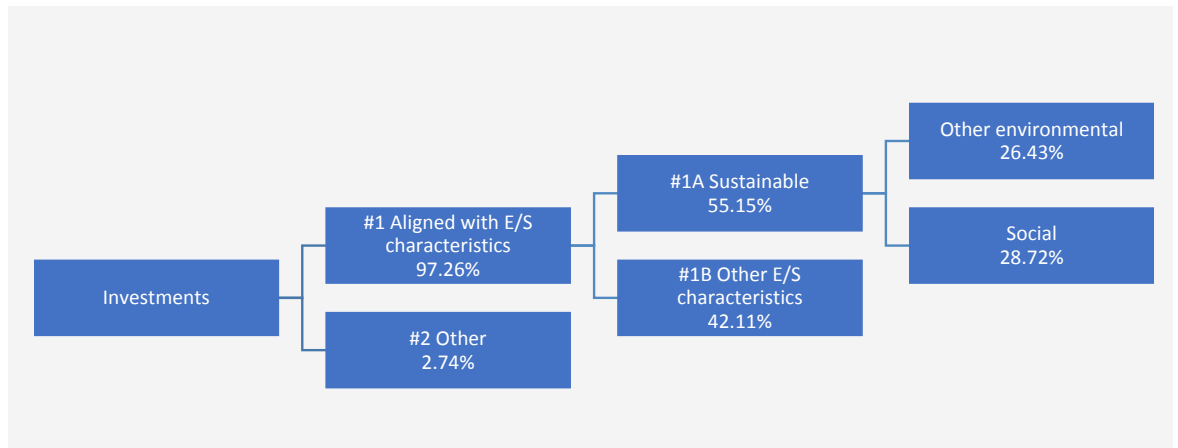 Investments
#1 Aligned with E/S
characteristics
97.26%
#2 Other
2.74%
#1A Sustainable
55.15%
#1B Other E/S
characteristics
42.11%
Other environmental
26.43%
Social
28.72%